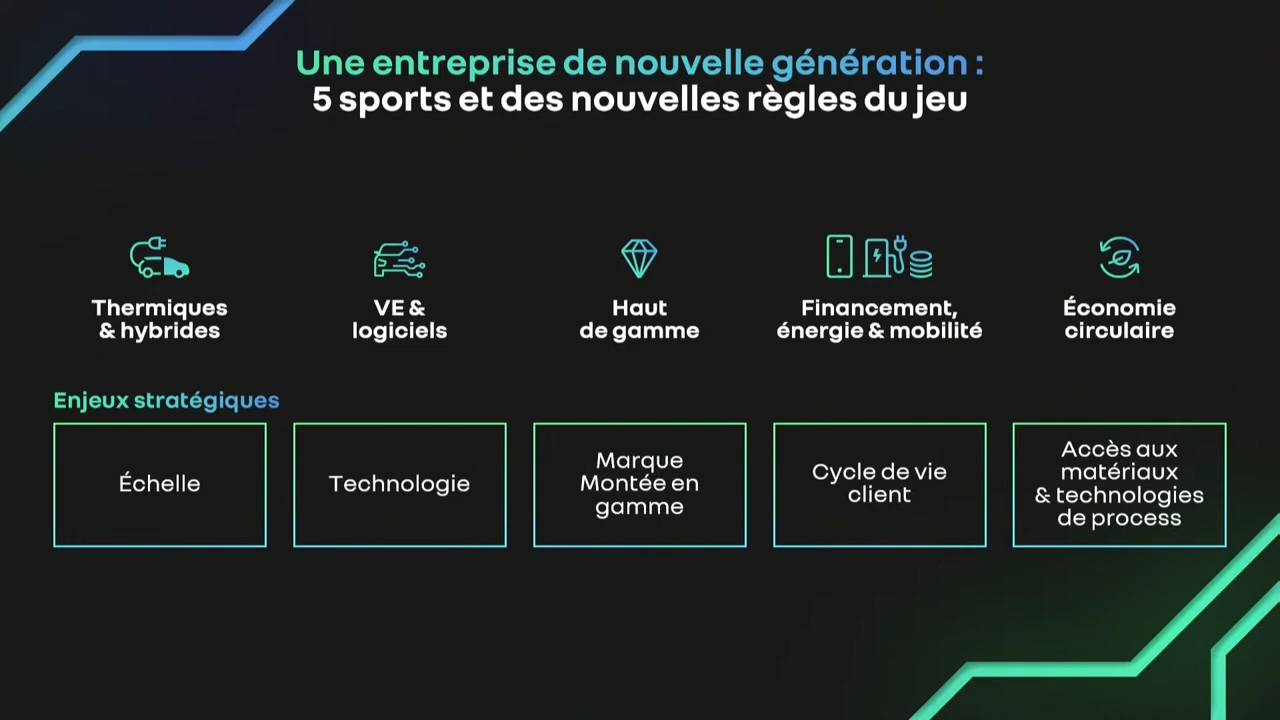 Une entreprise de nouvelle génération :
5 sports et des nouvelles règles du jeu
Thermiques
& hybrides
VE &
logiciels
Haut
de gamme
Financement,
énergie & mobilité
Économie
circulaire
Enjeux stratégiques
Échelle
Technologie
Marque
Montée en
gamme
Cycle de vie
client
Accès aux
matériaux
& technologies
de process